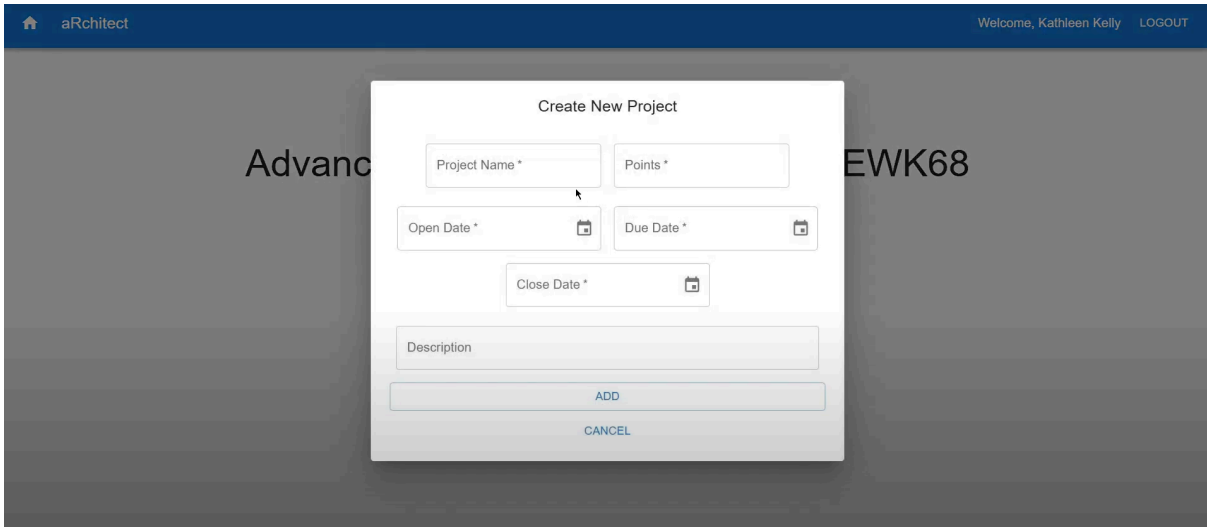 aRchitect Welcome, Kathleen Kelly LOGOUT
Create New Project
Advanc EWK68
Project Name * Points *
Open Date * Due Date *
Close Date *
Description
ADD
CANCEL